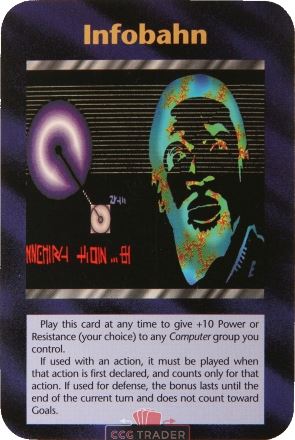 Infobahn
Play this card at any time to give +10 Power or
Resistance (your choice) to any Computer group you
control.
If used with an action, it must be played when
that action is first declared, and counts only for that
action. If used for defense, the bonus lasts until the
end of the current turn and does not count toward
Goals.
CCGTRADER